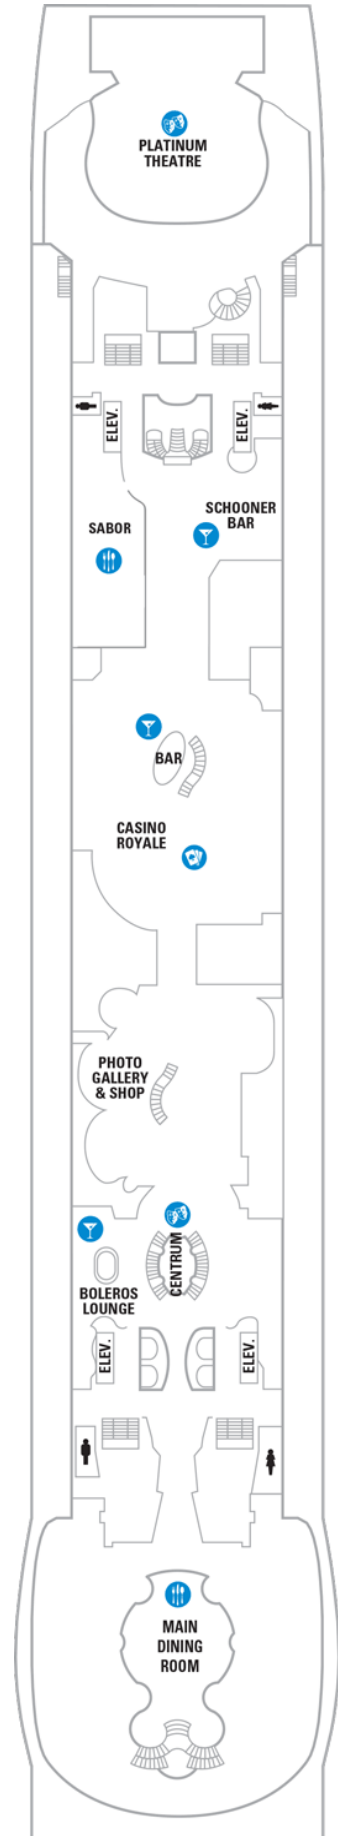 PLATINUM
THEATRE
ELEV.
ELEV.
SCHOONER
BAR
SABOR
BAR
CASINO
ROYALE
PHOTO
GALLERY
& SHOP
CENTRUM
BOLEROS
LOUNGE
ELEV.
ELEV.
MAIN
DINING
ROOM